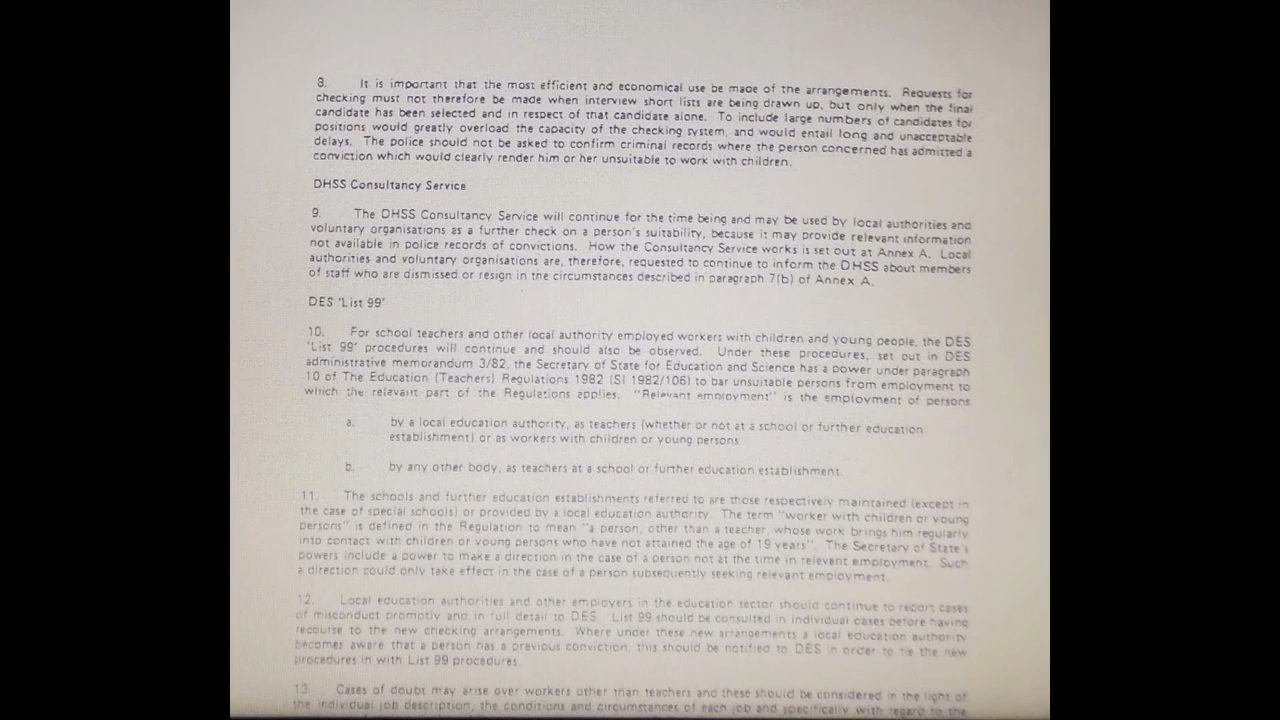 8. It is important that the most efficient and economical use be made of the arrangements. Requests for
checking must not therefore be made when interview short lists are being drawn up, but only when the final
candidate has been selected and in respect of that candidate alone. To include large numbers of candidates for
positions would greatly overload the capacity of the checking system, and would entail long and unacceptable
delays. The police should not be asked to confirm criminal records where the person concerned has admitted a
conviction which would clearly render him or her unsuitable to work with children.
DHSS Consultancy Service
9. The DHSS Consultancy Service will continue for the time being and may be used by local authorities and
voluntary organisations as a further check on a person's suitability, because it may provide relevant information
not available in police records of convictions. How the Consultancy Service works is set out at Annex A. Local
authorities and voluntary organisations are, therefore, requested to continue to inform the DHSS about members
of staff who are dismissed or resign in the circumstances described in paragraph 7(b) of Annex A.
DES 'List 99'
10. For school teachers and other local authority employed workers with children and young people, the DES
'List 99' procedures will continue and should also be observed. Under these procedures, set out in DES
administrative memorandum 3/82, the Secretary of State for Education and Science has a power under paragraph
10 of The Education (Teachers) Regulations 1982 (SI 1982/106) to bar unsuitable persons from employment to
which the relevant part of the Regulations applies. "Relevant employment" is the employment of persons
a. by a local education authority, as teachers (whether or not at a school or further education
establishment) or as workers with children or young persons
b. by any other body, as teachers at a school or further education establishment.
11. The schools and further education establishments referred to are those respectively maintained (except in
the case of special schools) or provided by a local education authority. The term "worker with children or young
persons" is defined in the Regulation to mean "a person, other than a teacher, whose work brings him regularly
into contact with children or young persons who have not attained the age of 19 years". The Secretary of State's
powers include a power to make a direction in the case of a person not at the time in relevent employment. Such
a direction could only take effect in the case of a person subsequently seeking relevant employment.
12. Local education authorities and other employers in the education sector should continue to report cases
of misconduct promptly and in full detail to DES. List 99 should be consulted in individual cases before having
recourse to the new checking arrangements. Where under these new arrangements a local education authority
becomes aware that a person has a previous conviction, this should be notified to DES in order to tie the new
procedures in with List 99 procedures.
13. Cases of doubt may arise over workers other than teachers and these should be considered in the light of
the individual job description, the conditions and circumstances of each job and specifically with regard to the